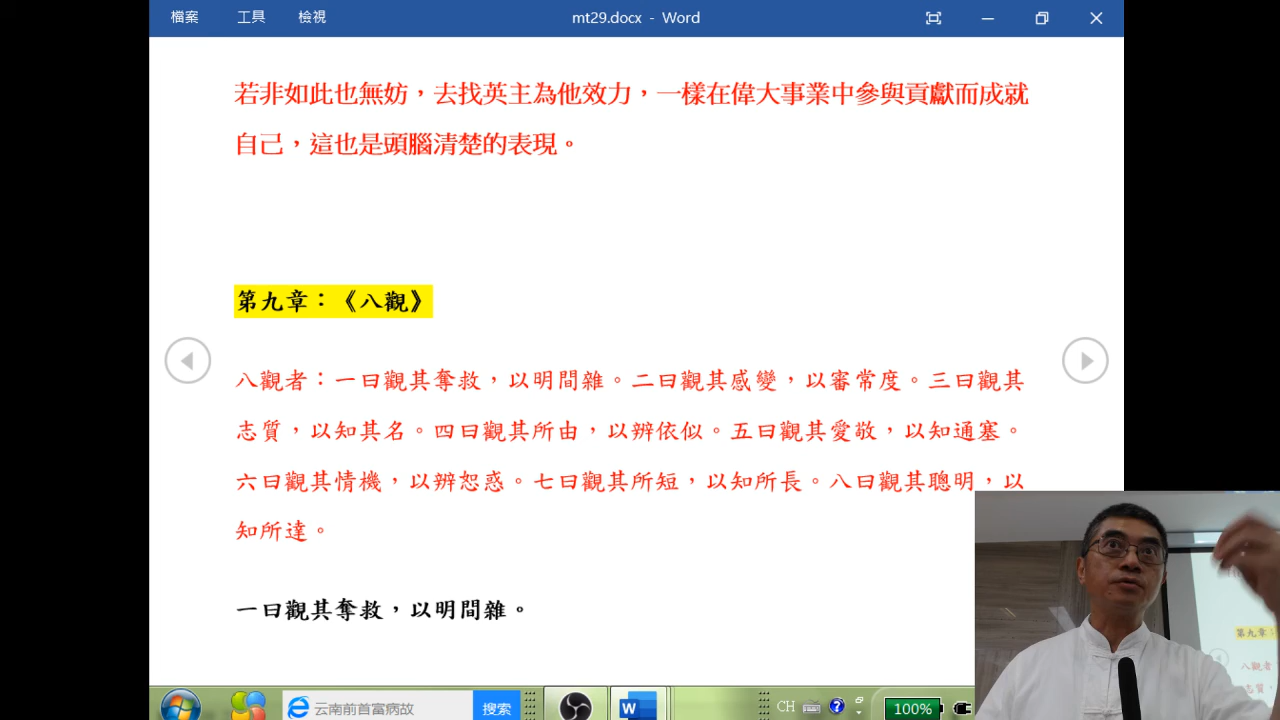 檔案 工具 檢視 mt29.docx - Word
若非如此也無妨，去找英主為他效力，一樣在偉大事業中參與貢獻而成就
自己，這也是頭腦清楚的表現。
第九章：《八觀》
八觀者：一曰觀其奪救，以明間雜。二曰觀其感變，以審常度。三曰觀其
志質，以知其名。四曰觀其所由，以辨依似。五曰觀其愛敬，以知通塞。
六曰觀其情機，以辨恕惑。七曰觀其所短，以知所長。八曰觀其聰明，以
知所達。
一曰觀其奪救，以明間雜。
第九章：
八觀者
志質，
云南前首富病故 搜索 CH 100%